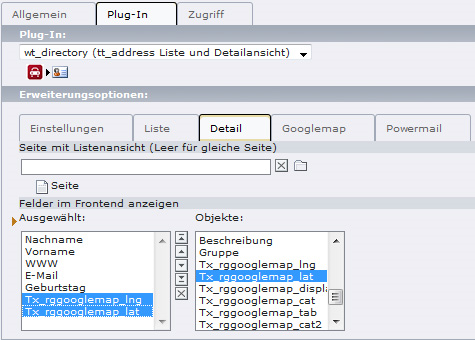 Allgemein Plug-In Zugriff
Plug-In:
wt_directory (tt_address Liste und Detailansicht)
Erweiterungsoptionen:
Einstellungen Liste Detail Googlemap Powermail
Seite mit Listenansicht (Leer für gleiche Seite)
Seite
Felder im Frontend anzeigen
Ausgewählt: Objekte:
Nachname Beschreibung
Vorname Gruppe
WWW Tx_rggooglemap_lng
E-Mail Tx_rggooglemap_lat
Geburtstag Tx_rggooglemap_displa
Tx_rggooglemap_lng Tx_rggooglemap_cat
Tx_rggooglemap_lat Tx_rggooglemap_tab
Tx_rggooglemap_cat2